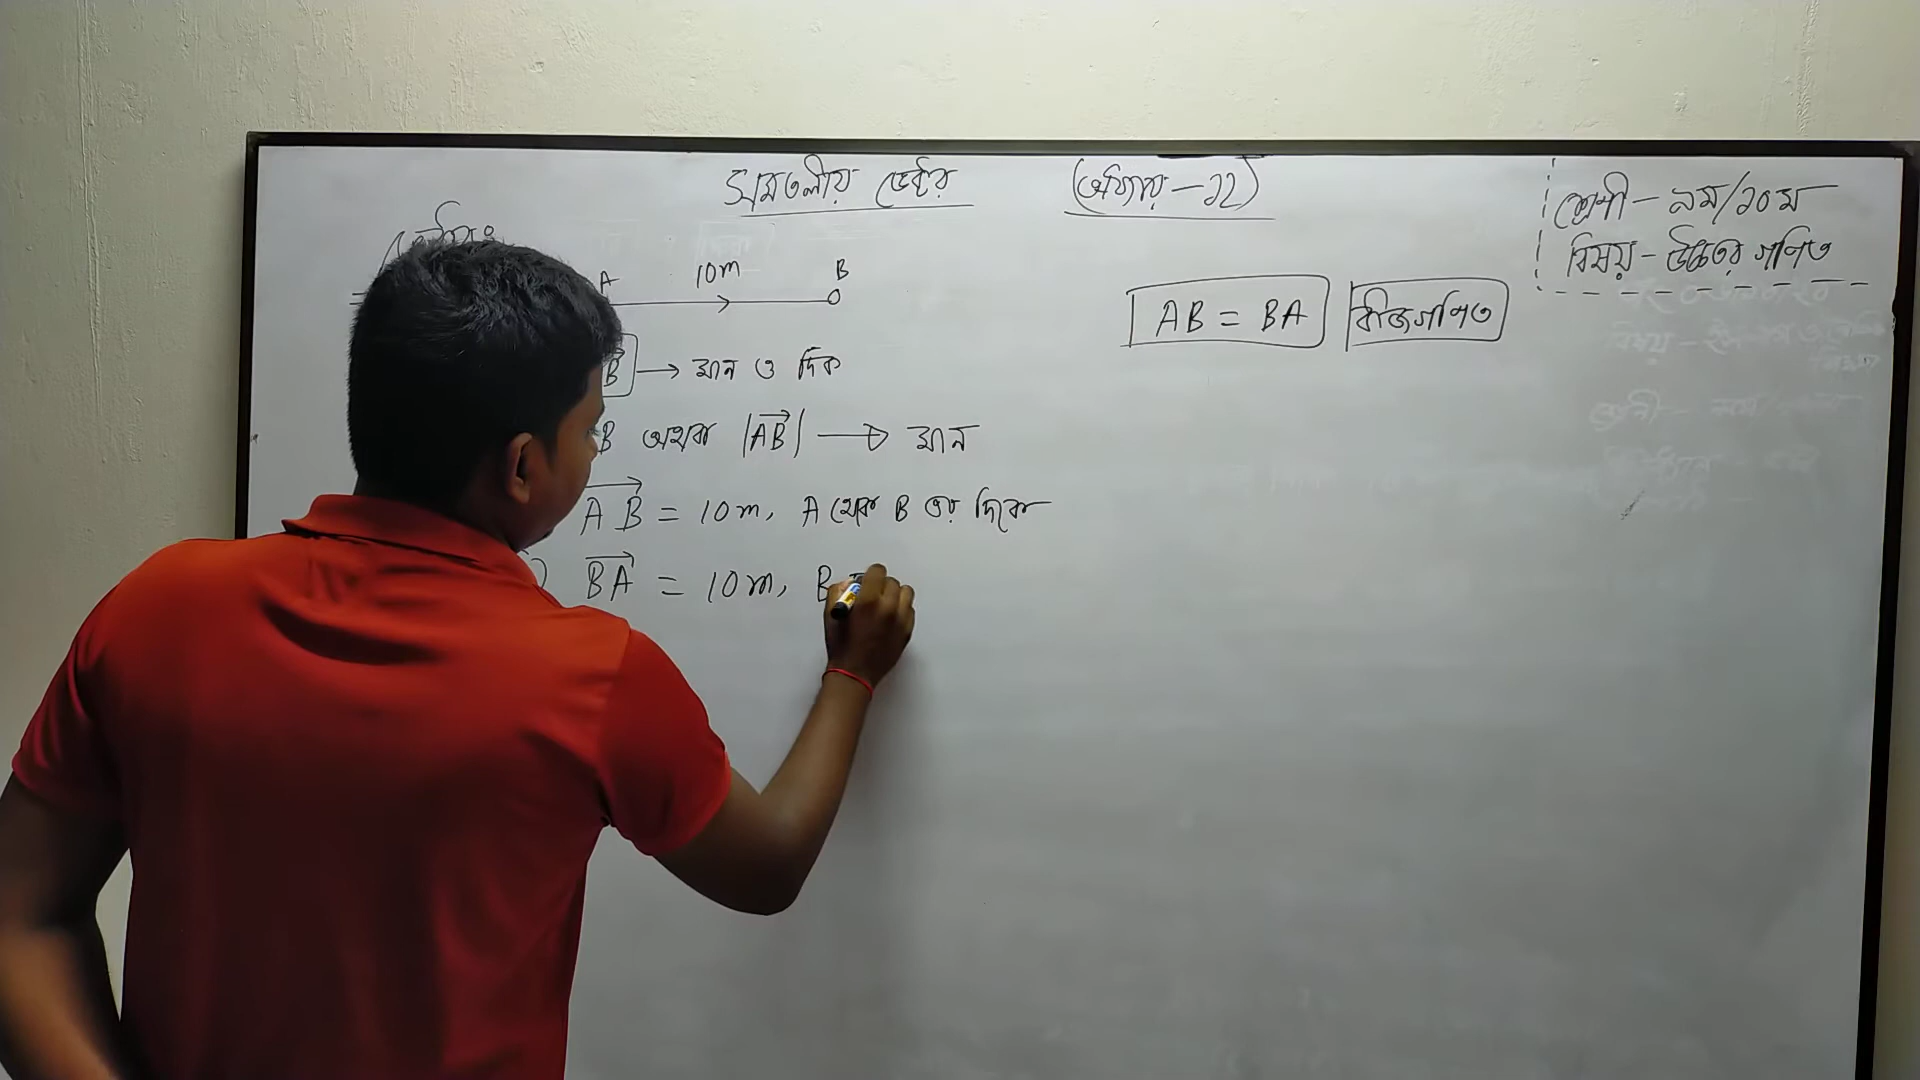 সমতলীয় ভেক্টর (অধ্যায় - ১২)
শ্রেণী - ৯ম/১০ম
বিষয় - উচ্চতর গণিত
A 10m B
AB = BA বীজগণিত
B → মান ও দিক
B অথবা |AB| → মান
AB = 10m, A থেকে B এর দিকে
BA = 10m, B